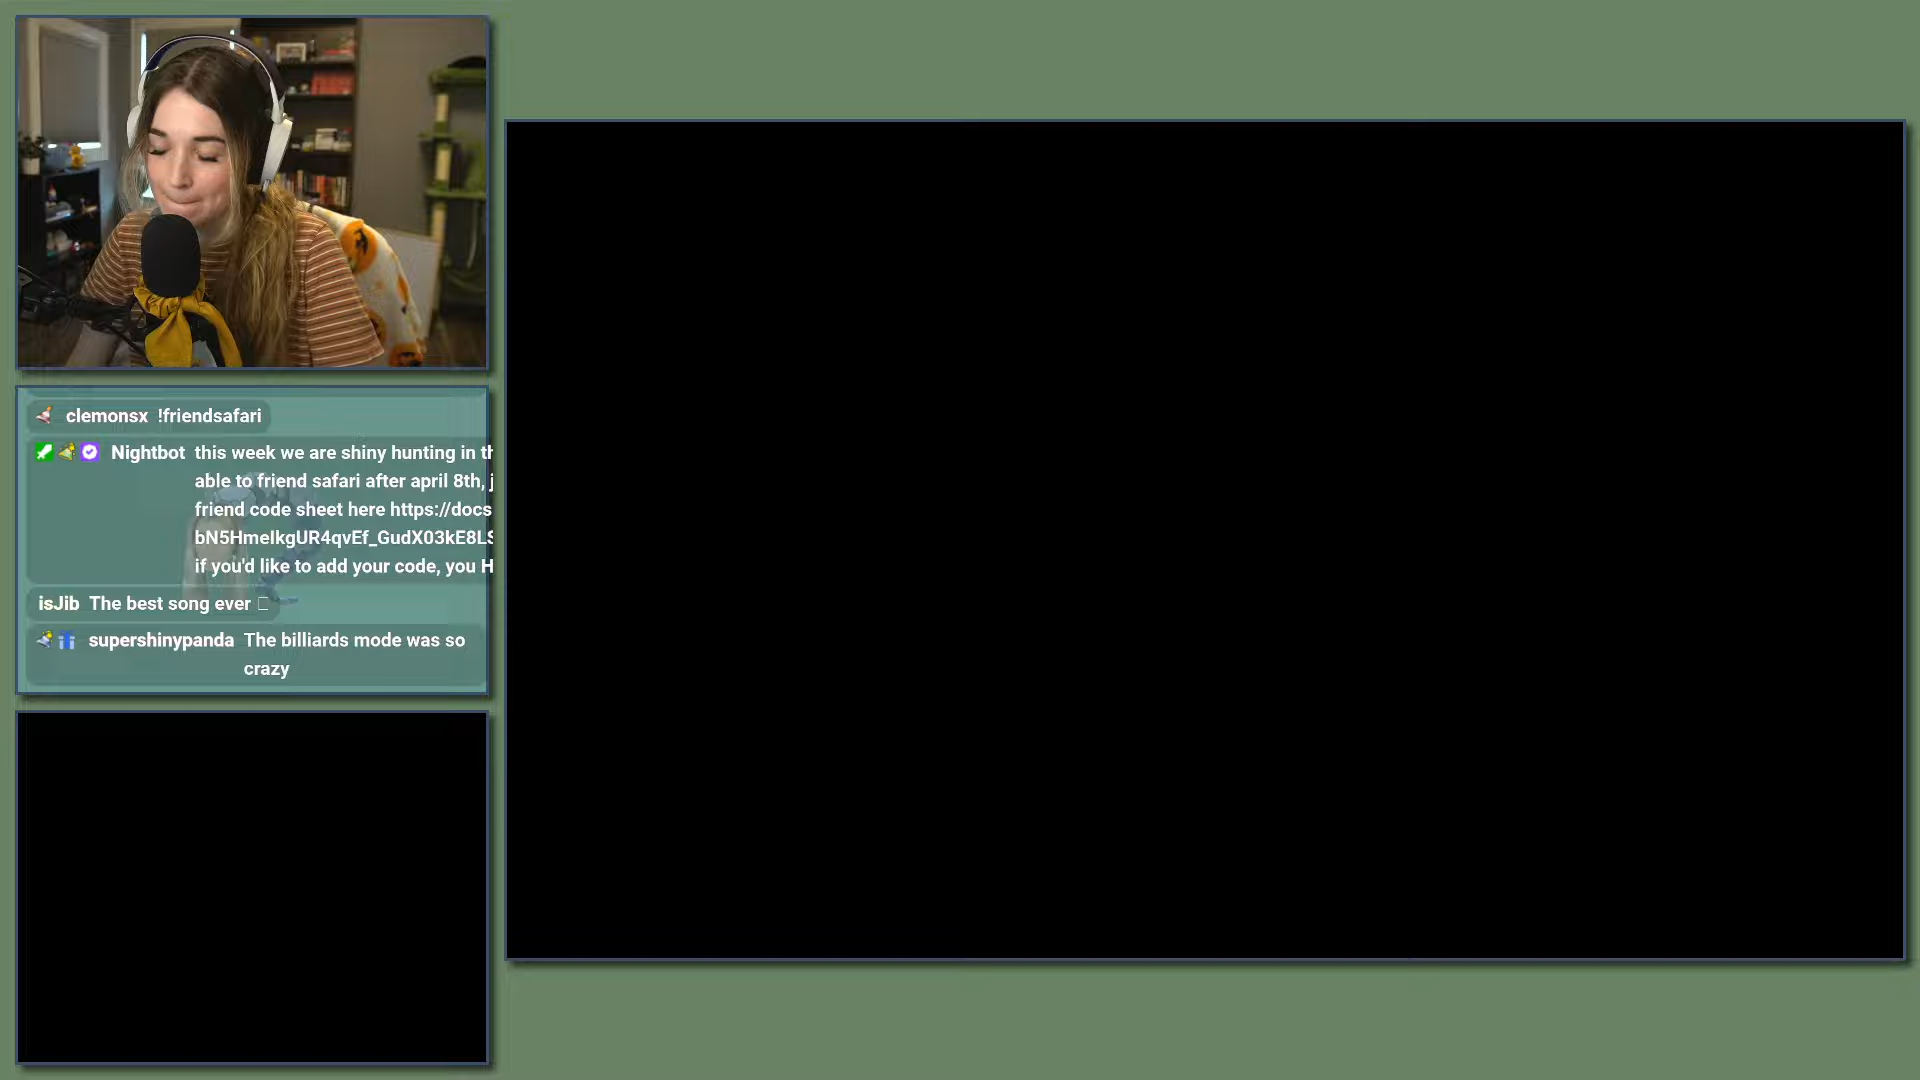 clemonsx !friendsafari
Nightbot this week we are shiny hunting in th
able to friend safari after april 8th, j
friend code sheet here https://docs
bN5HmeIkgUR4qvEf_GudX03kE8LS
if you'd like to add your code, you H
isJib The best song ever
supershinypanda The billiards mode was so
crazy